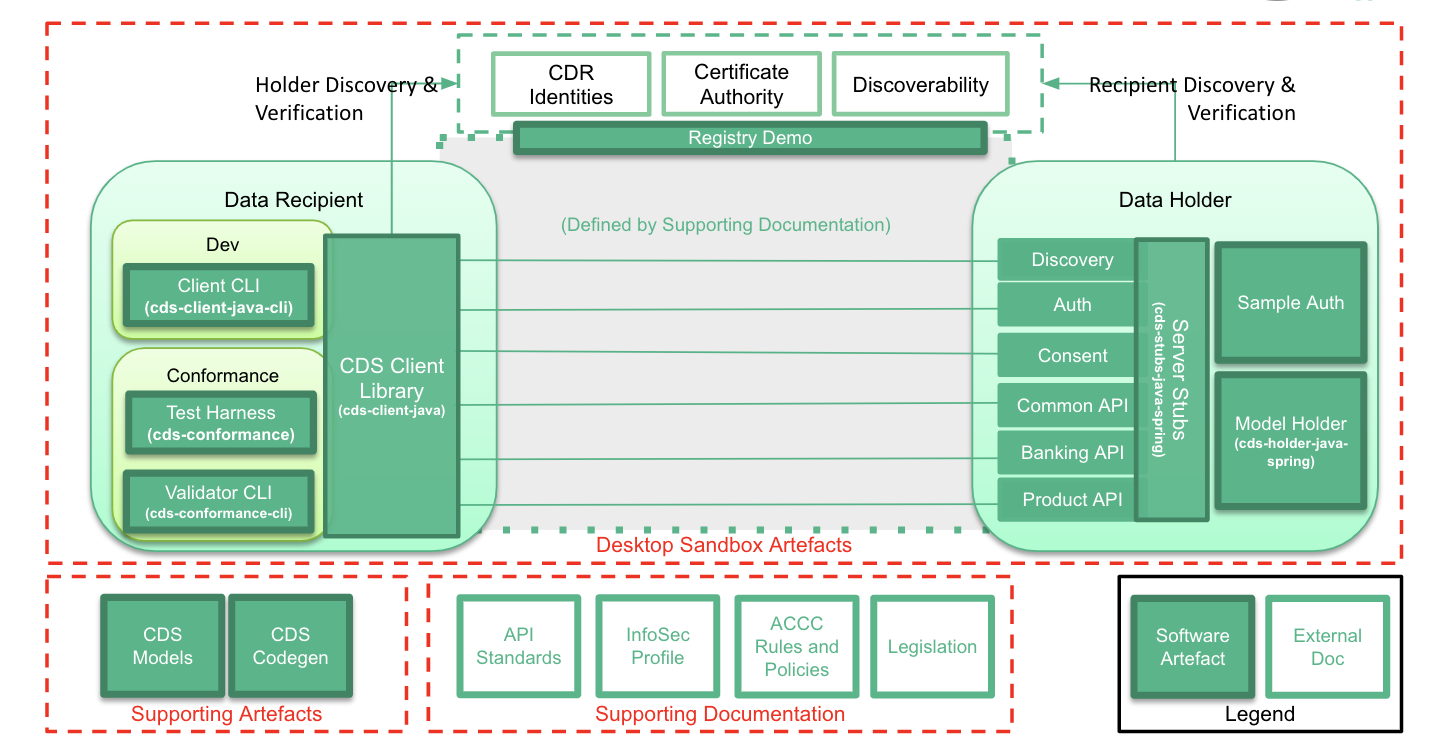 Holder Discovery &
Verification
CDR
Identities
Certificate
Authority
Discoverability
Registry Demo
Recipient Discovery &
Verification
Data Recipient
Dev
Client CLI
(cds-client-java-cli)
Conformance
Test Harness
(cds-conformance)
Validator CLI
(cds-conformance-cli)
CDS Client
Library
(cds-client-java)
(Defined by Supporting Documentation)
Data Holder
Discovery
Auth
Consent
Common API
Banking API
Product API
Server Stubs
(cds-stubs-java-spring)
Sample Auth
Model Holder
(cds-holder-java-
spring)
Desktop Sandbox Artefacts
CDS
Models
CDS
Codegen
Supporting Artefacts
API
Standards
InfoSec
Profile
ACCC
Rules and
Policies
Legislation
Supporting Documentation
Software
Artefact
External
Doc
Legend